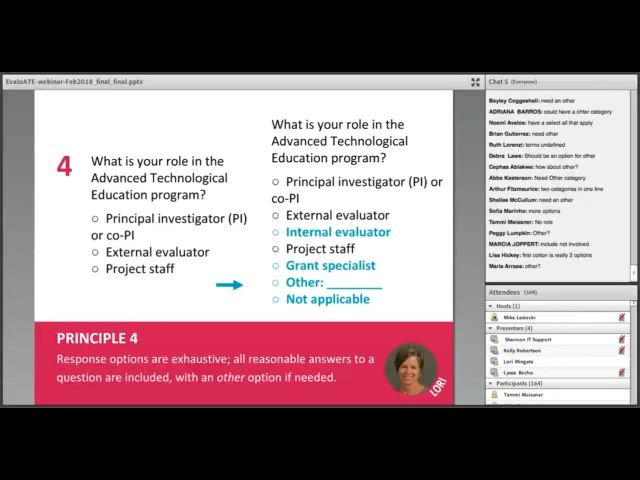 EvaluATE-webinar-Feb2018_final_final.pptx
4
What is your role in the
Advanced Technological
Education program?
○ Principal investigator (PI)
or co-PI
○ External evaluator
○ Project staff
What is your role in the
Advanced Technological
Education program?
○ Principal investigator (PI) or
co-PI
○ External evaluator
○ Internal evaluator
○ Project staff
○ Grant specialist
○ Other: _________
○ Not applicable
PRINCIPLE 4
Response options are exhaustive; all reasonable answers to a
question are included, with an other option if needed.
LORI
Chat 5 (Everyone)
Bayley Coggeshall: need an other
ADRIANA BARROS: could have a ohter category
Noemi Avalos: have a select all that apply
Brian Gutierrez: need other
Ruth Lorenz: terms undefined
Debra Laws: Should be an option for other
Cephas Ablakwa: how about other?
Abbe Kesterson: Need Other category
Arthur Fitzmaurice: two categories in one line
Shellee McCullum: need an other
Sofia Marinho: more options
Tammi Meissner: No role
Peggy Lumpkin: Other?
MARCIA JOPPERT: include not involved
Lisa Hickey: first option is really 2 options
Maria Arraes: other?
Attendees (169)
Hosts (1)
Mike Lesiecki
Presenters (4)
Shannon IT Support
Kelly Robertson
Lori Wingate
Lyssa Becho
Participants (164)
Tammi Meissner